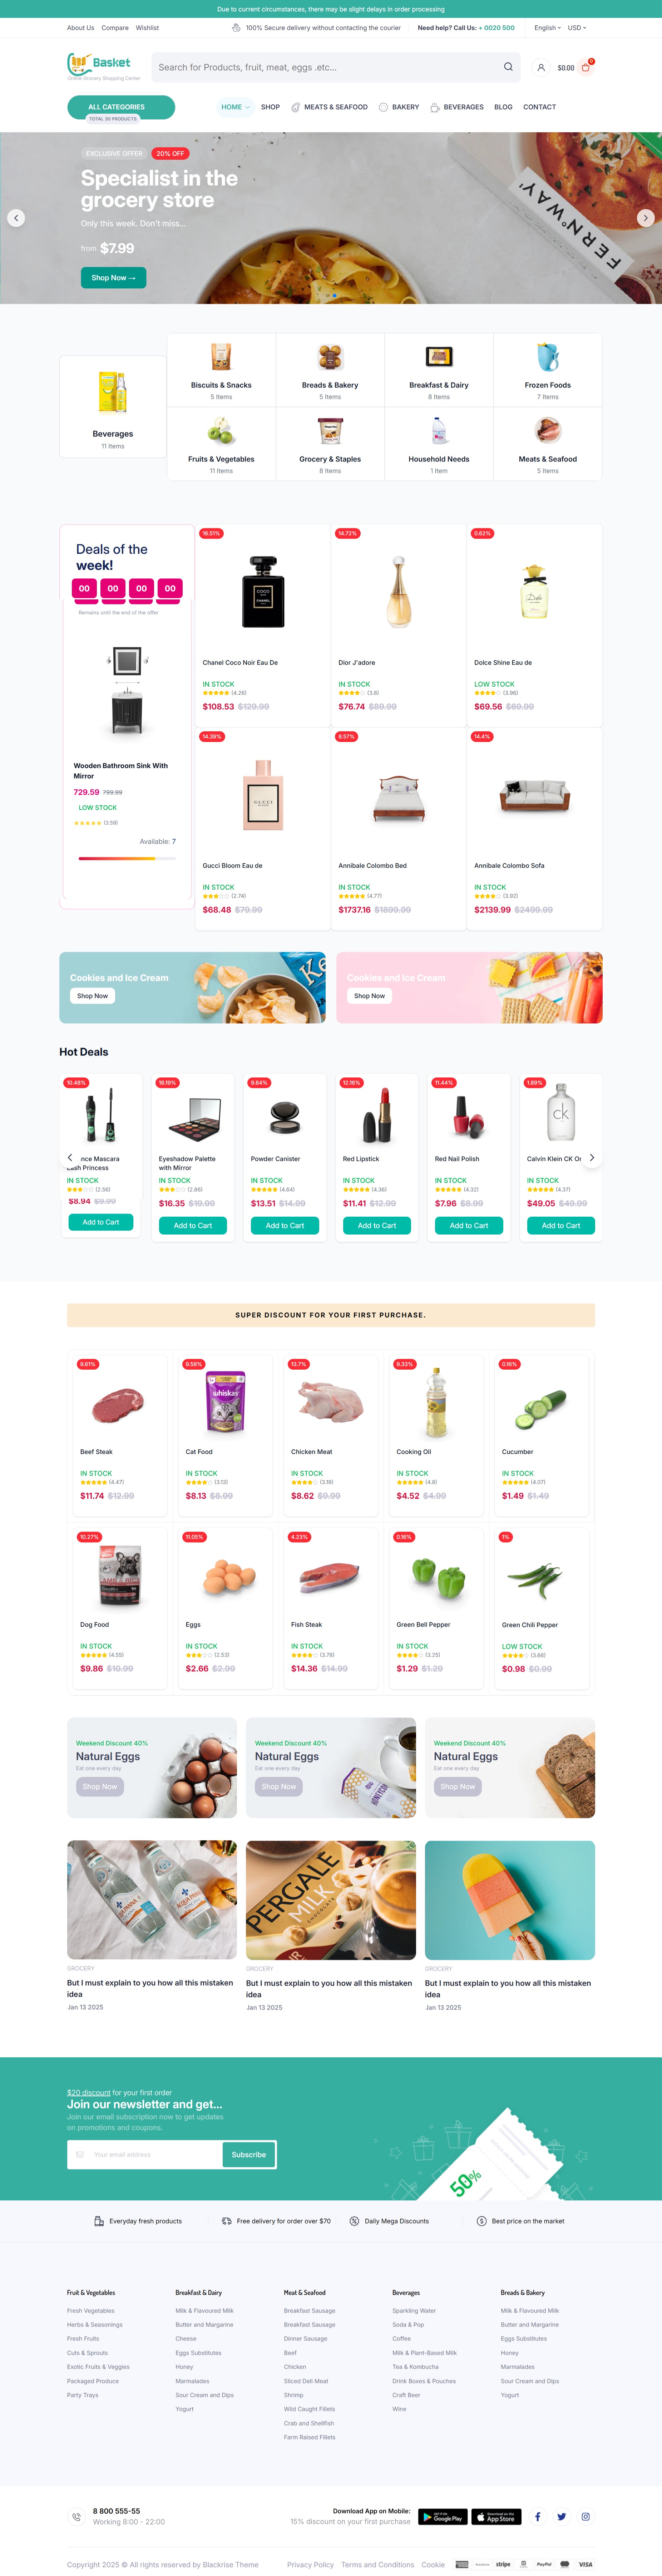 Due to current circumstances, there may be slight delays in order processing
About Us Compare Wishlist 100% Secure delivery without contacting the courier Need help? Call Us: + 0020 500 English USD
Basket
Online Grocery Shopping Center
Search for Products, fruit, meat, eggs .etc...
$0.00 0
ALL CATEGORIES
TOTAL 30 PRODUCTS
HOME SHOP MEATS & SEAFOOD BAKERY BEVERAGES BLOG CONTACT
EXCLUSIVE OFFER 20% OFF
Specialist in the
grocery store
Only this week. Don't miss...
from $7.99
Shop Now →
FERN'WAY
Beverages
11 Items
Biscuits & Snacks
5 Items
Breads & Bakery
5 Items
Breakfast & Dairy
8 Items
Frozen Foods
7 Items
Fruits & Vegetables
11 Items
Grocery & Staples
8 Items
Household Needs
1 Item
Meats & Seafood
5 Items
Deals of the
week!
00 00 00 00
Remains until the end of the offer
Wooden Bathroom Sink With
Mirror
729.59 799.99
LOW STOCK
(3.59)
Available: 7
16.51%
COCO
CHANEL
Chanel Coco Noir Eau De
IN STOCK
(4.26)
$108.53 $129.99
14.72%
Dior J'adore
IN STOCK
(3.8)
$76.74 $89.99
0.62%
Dolce Shine Eau de
LOW STOCK
(3.96)
$69.56 $69.99
14.39%
GUCCI
Gucci Bloom Eau de
IN STOCK
(2.74)
$68.48 $79.99
8.57%
Annibale Colombo Bed
IN STOCK
(4.77)
$1737.16 $1899.99
14.4%
Annibale Colombo Sofa
IN STOCK
(3.92)
$2139.99 $2499.99
Cookies and Ice Cream
Shop Now
Ke
Cookies and Ice Cream
Shop Now
Hot Deals
10.48%
nce Mascara
Lash Princess
IN STOCK
(2.56)
$8.94 $9.99
Add to Cart
18.19%
Eyeshadow Palette
with Mirror
IN STOCK
(2.86)
$16.35 $19.99
Add to Cart
9.84%
Powder Canister
IN STOCK
(4.64)
$13.51 $14.99
Add to Cart
12.16%
Red Lipstick
IN STOCK
(4.36)
$11.41 $12.99
Add to Cart
11.44%
Red Nail Polish
IN STOCK
(4.32)
$7.96 $8.99
Add to Cart
1.89%
ck
Calvin Klein CK On
IN STOCK
(4.37)
$49.05 $49.99
Add to Cart
SUPER DISCOUNT FOR YOUR FIRST PURCHASE.
9.61%
Beef Steak
IN STOCK
(4.47)
$11.74 $12.99
9.58%
whiskas
Cat Food
IN STOCK
(3.13)
$8.13 $8.99
13.7%
Chicken Meat
IN STOCK
(3.19)
$8.62 $9.99
9.33%
Cooking Oil
IN STOCK
(4.8)
$4.52 $4.99
0.16%
Cucumber
IN STOCK
(4.07)
$1.49 $1.49
10.27%
LAMB & RICE
Dog Food
IN STOCK
(4.55)
$9.86 $10.99
11.05%
Eggs
IN STOCK
(2.53)
$2.66 $2.99
4.23%
Fish Steak
IN STOCK
(3.78)
$14.36 $14.99
0.16%
Green Bell Pepper
IN STOCK
(3.25)
$1.29 $1.29
1%
Green Chili Pepper
LOW STOCK
(3.66)
$0.98 $0.99
Weekend Discount 40%
Natural Eggs
Eat one every day
Shop Now
Weekend Discount 40%
Natural Eggs
Eat one every day
Shop Now
HONEYCOM
Weekend Discount 40%
Natural Eggs
Eat one every day
Shop Now
ACQUA PANNA
ACQUA PANNA
GROCERY
But I must explain to you how all this mistaken
idea
Jan 13 2025
PERGALE
MILK
CHOCOLATE
GROCERY
But I must explain to you how all this mistaken
idea
Jan 13 2025
GROCERY
But I must explain to you how all this mistaken
idea
Jan 13 2025
$20 discount for your first order
Join our newsletter and get...
Join our email subscription now to get updates
on promotions and coupons.
Your email address Subscribe
50%
Everyday fresh products Free delivery for order over $70 Daily Mega Discounts Best price on the market
Fruit & Vegetables
Fresh Vegetables
Herbs & Seasonings
Fresh Fruits
Cuts & Sprouts
Exotic Fruits & Veggies
Packaged Produce
Party Trays
Breakfast & Dairy
Milk & Flavoured Milk
Butter and Margarine
Cheese
Eggs Substitutes
Honey
Marmalades
Sour Cream and Dips
Yogurt
Meat & Seafood
Breakfast Sausage
Breakfast Sausage
Dinner Sausage
Beef
Chicken
Sliced Deli Meat
Shrimp
Wild Caught Fillets
Crab and Shellfish
Farm Raised Fillets
Beverages
Sparkling Water
Soda & Pop
Coffee
Milk & Plant-Based Milk
Tea & Kombucha
Drink Boxes & Pouches
Craft Beer
Wine
Breads & Bakery
Milk & Flavoured Milk
Butter and Margarine
Eggs Substitutes
Honey
Marmalades
Sour Cream and Dips
Yogurt
8 800 555-55
Working 8:00 - 22:00
Download App on Mobile:
15% discount on your first purchase
Google Play
App Store
Copyright 2025 © All rights reserved by Blackrise Theme Privacy Policy Terms and Conditions Cookie stripe PayPal VISA